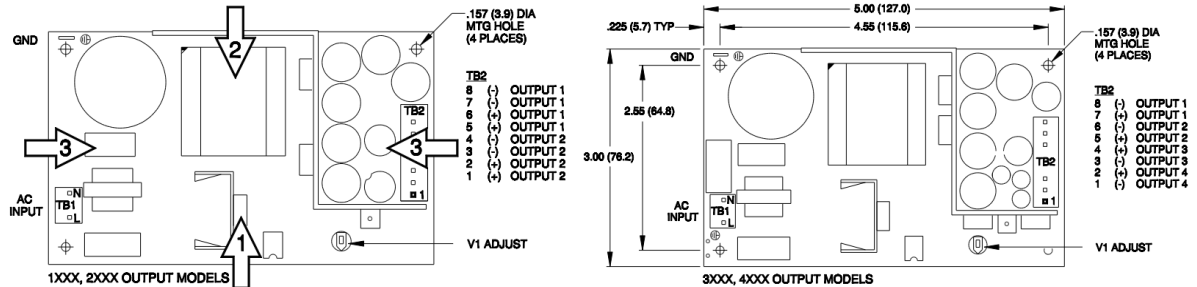 GND
2
.157 (3.9) DIA
MTG HOLE
(4 PLACES)
TB2
8 (-) OUTPUT 1
7 (-) OUTPUT 1
6 (+) OUTPUT 1
5 (+) OUTPUT 1
4 (-) OUTPUT 2
3 (-) OUTPUT 2
2 (+) OUTPUT 2
1 (+) OUTPUT 2
TB2
3
3
1
AC
INPUT
N
TB1
L
1
V1 ADJUST
1XXX, 2XXX OUTPUT MODELS
5.00 (127.0)
.225 (5.7) TYP
4.55 (115.6)
GND
.157 (3.9) DIA
MTG HOLE
(4 PLACES)
TB2
8 (-) OUTPUT 1
7 (+) OUTPUT 1
6 (-) OUTPUT 2
5 (+) OUTPUT 2
4 (+) OUTPUT 3
3 (-) OUTPUT 3
2 (+) OUTPUT 4
1 (-) OUTPUT 4
2.55 (64.8)
3.00 (76.2)
TB2
1
AC
INPUT
N
TB1
L
V1 ADJUST
3XXX, 4XXX OUTPUT MODELS